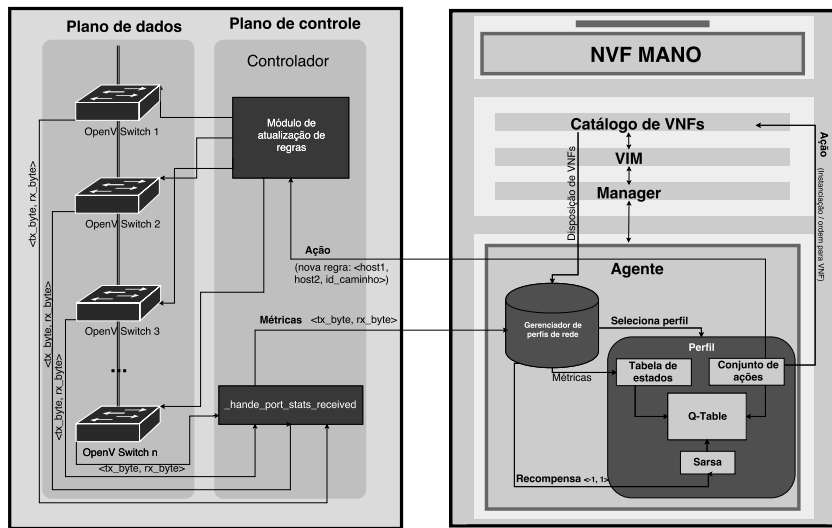 Plano de dados
Plano de controle
Controlador
OpenV Switch 1
Módulo de
atualização de
regras
<tx_byte, rx_byte>
OpenV Switch 2
Ação
(nova regra: <host1,
host2, id_caminho>)
<tx_byte, rx_byte>
OpenV Switch 3
Métricas <tx_byte, rx_byte>
<tx_byte, rx_byte>
...
_hande_port_stats_received
OpenV Switch n
<tx_byte, rx_byte>
NVF MANO
Catálogo de VNFs
VIM
Manager
Disposição de VNFs
Ação
(Instanciação / ordem para VNF)
Agente
Gerenciador de
perfis de rede
Seleciona perfil
Perfil
Métricas
Tabela de
estados
Conjunto de
ações
Q-Table
Sarsa
Recompensa <-1, 1>